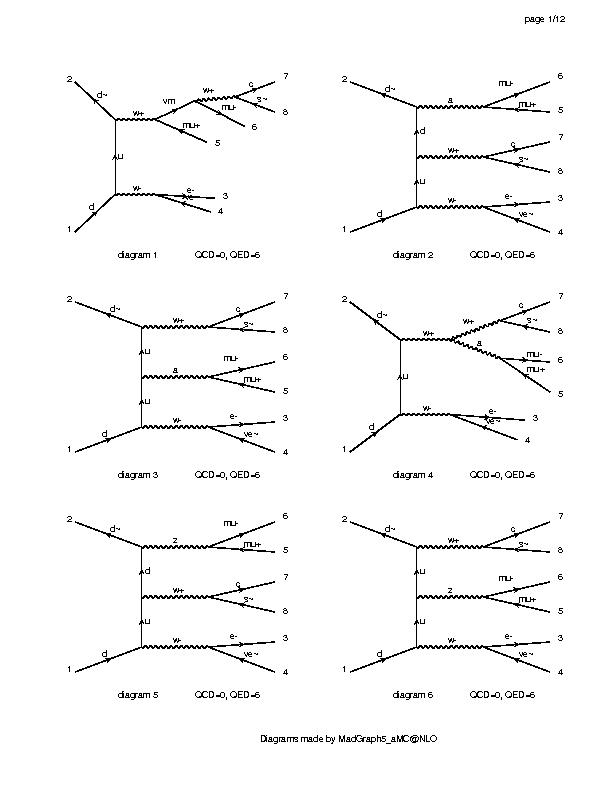 page 1/12
2 d~ w+ vm w+ c 7
s~ 8
mu- 6
mu+ 5
u
d w- e- 3
4
1
diagram 1 QCD=0, QED=6
2 d~ a mu- 6
mu+ 5
d
w+ c 7
s~ 8
u
d w- e- 3
ve~ 4
1
diagram 2 QCD=0, QED=6
2 d~ w+ c 7
s~ 8
u
a mu- 6
mu+ 5
u
d w- e- 3
ve~ 4
1
diagram 3 QCD=0, QED=6
2 d~ w+ w+ c 7
s~ 8
a mu- 6
mu+ 5
u
d w- e- 3
ve~ 4
1
diagram 4 QCD=0, QED=6
2 d~ z mu- 6
mu+ 5
d
w+ c 7
s~ 8
u
d w- e- 3
ve~ 4
1
diagram 5 QCD=0, QED=6
2 d~ w+ c 7
s~ 8
u
z mu- 6
mu+ 5
u
d w- e- 3
ve~ 4
1
diagram 6 QCD=0, QED=6
Diagrams made by MadGraph5_aMC@NLO